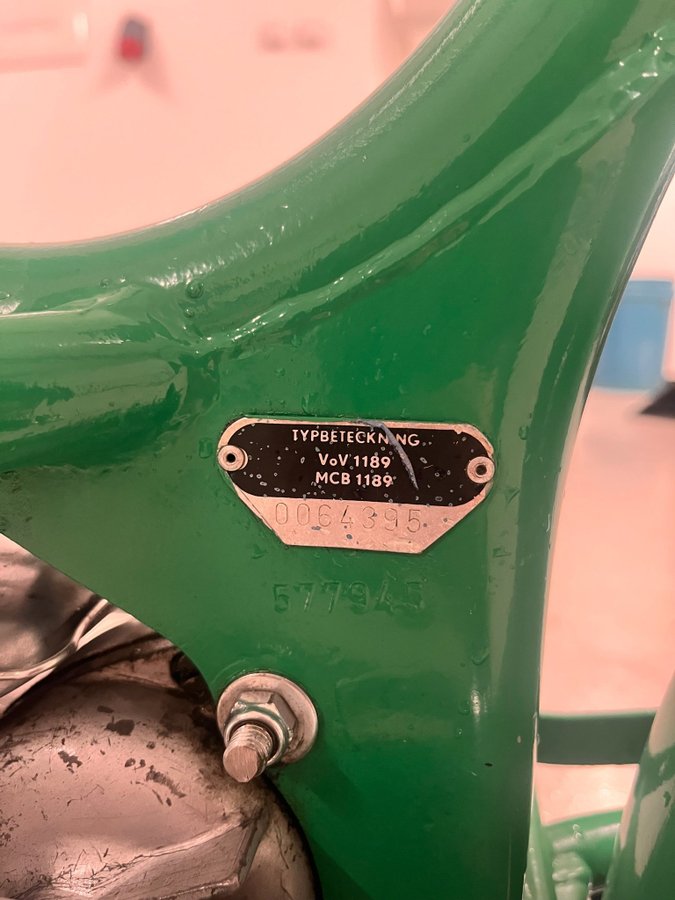 TYPBETECKNING
VoV 1189
MCB 1189
0064395
577945